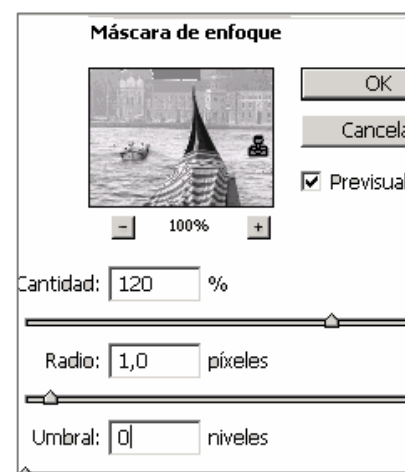 Máscara de enfoque
OK
Cancela
Previsual
- 100% +
Cantidad: 120 %
Radio: 1,0 píxeles
Umbral: 0 niveles